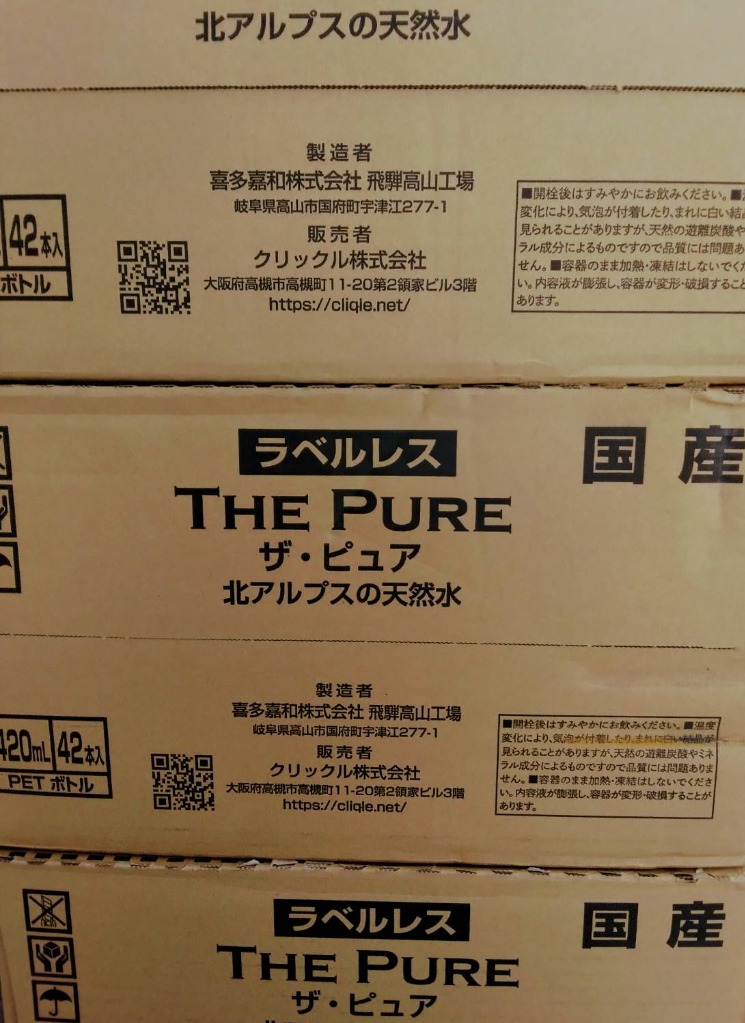 北アルプスの天然水
製造者
喜多嘉和株式会社 飛騨高山工場
岐阜県高山市国府町宇津江277-1
販売者
クリックル株式会社
大阪府高槻市高槻町11-20第2領家ビル3階
https://cliqle.net/
42本入
ボトル
■開栓後はすみやかにお飲みください。■
変化により、気泡が付着したり、まれに白い結
見られることがありますが、天然の遊離炭酸や
ラル成分によるものですので品質には問題あ
せん。■容器のまま加熱・凍結はしないでく
い。内容液が膨張し、容器が変形・破損すること
あります。
ラベルレス
国産
THE PURE
ザ・ピュア
北アルプスの天然水
製造者
喜多嘉和株式会社 飛騨高山工場
岐阜県高山市国府町宇津江277-1
販売者
クリックル株式会社
大阪府高槻市高槻町11-20第2領家ビル3階
https://cliqle.net/
420mL 42本入
PET ボトル
■開栓後はすみやかにお飲みください。■温度
変化により、気泡が付着したり、まれに白い結晶が
見られることがありますが、天然の遊離炭酸やミネ
ラル成分によるものですので品質には問題ありま
せん。■容器のまま加熱・凍結はしないでくださ
い。内容液が膨張し、容器が変形・破損することが
あります。
ラベルレス
国産
THE PURE
ザ・ピュア